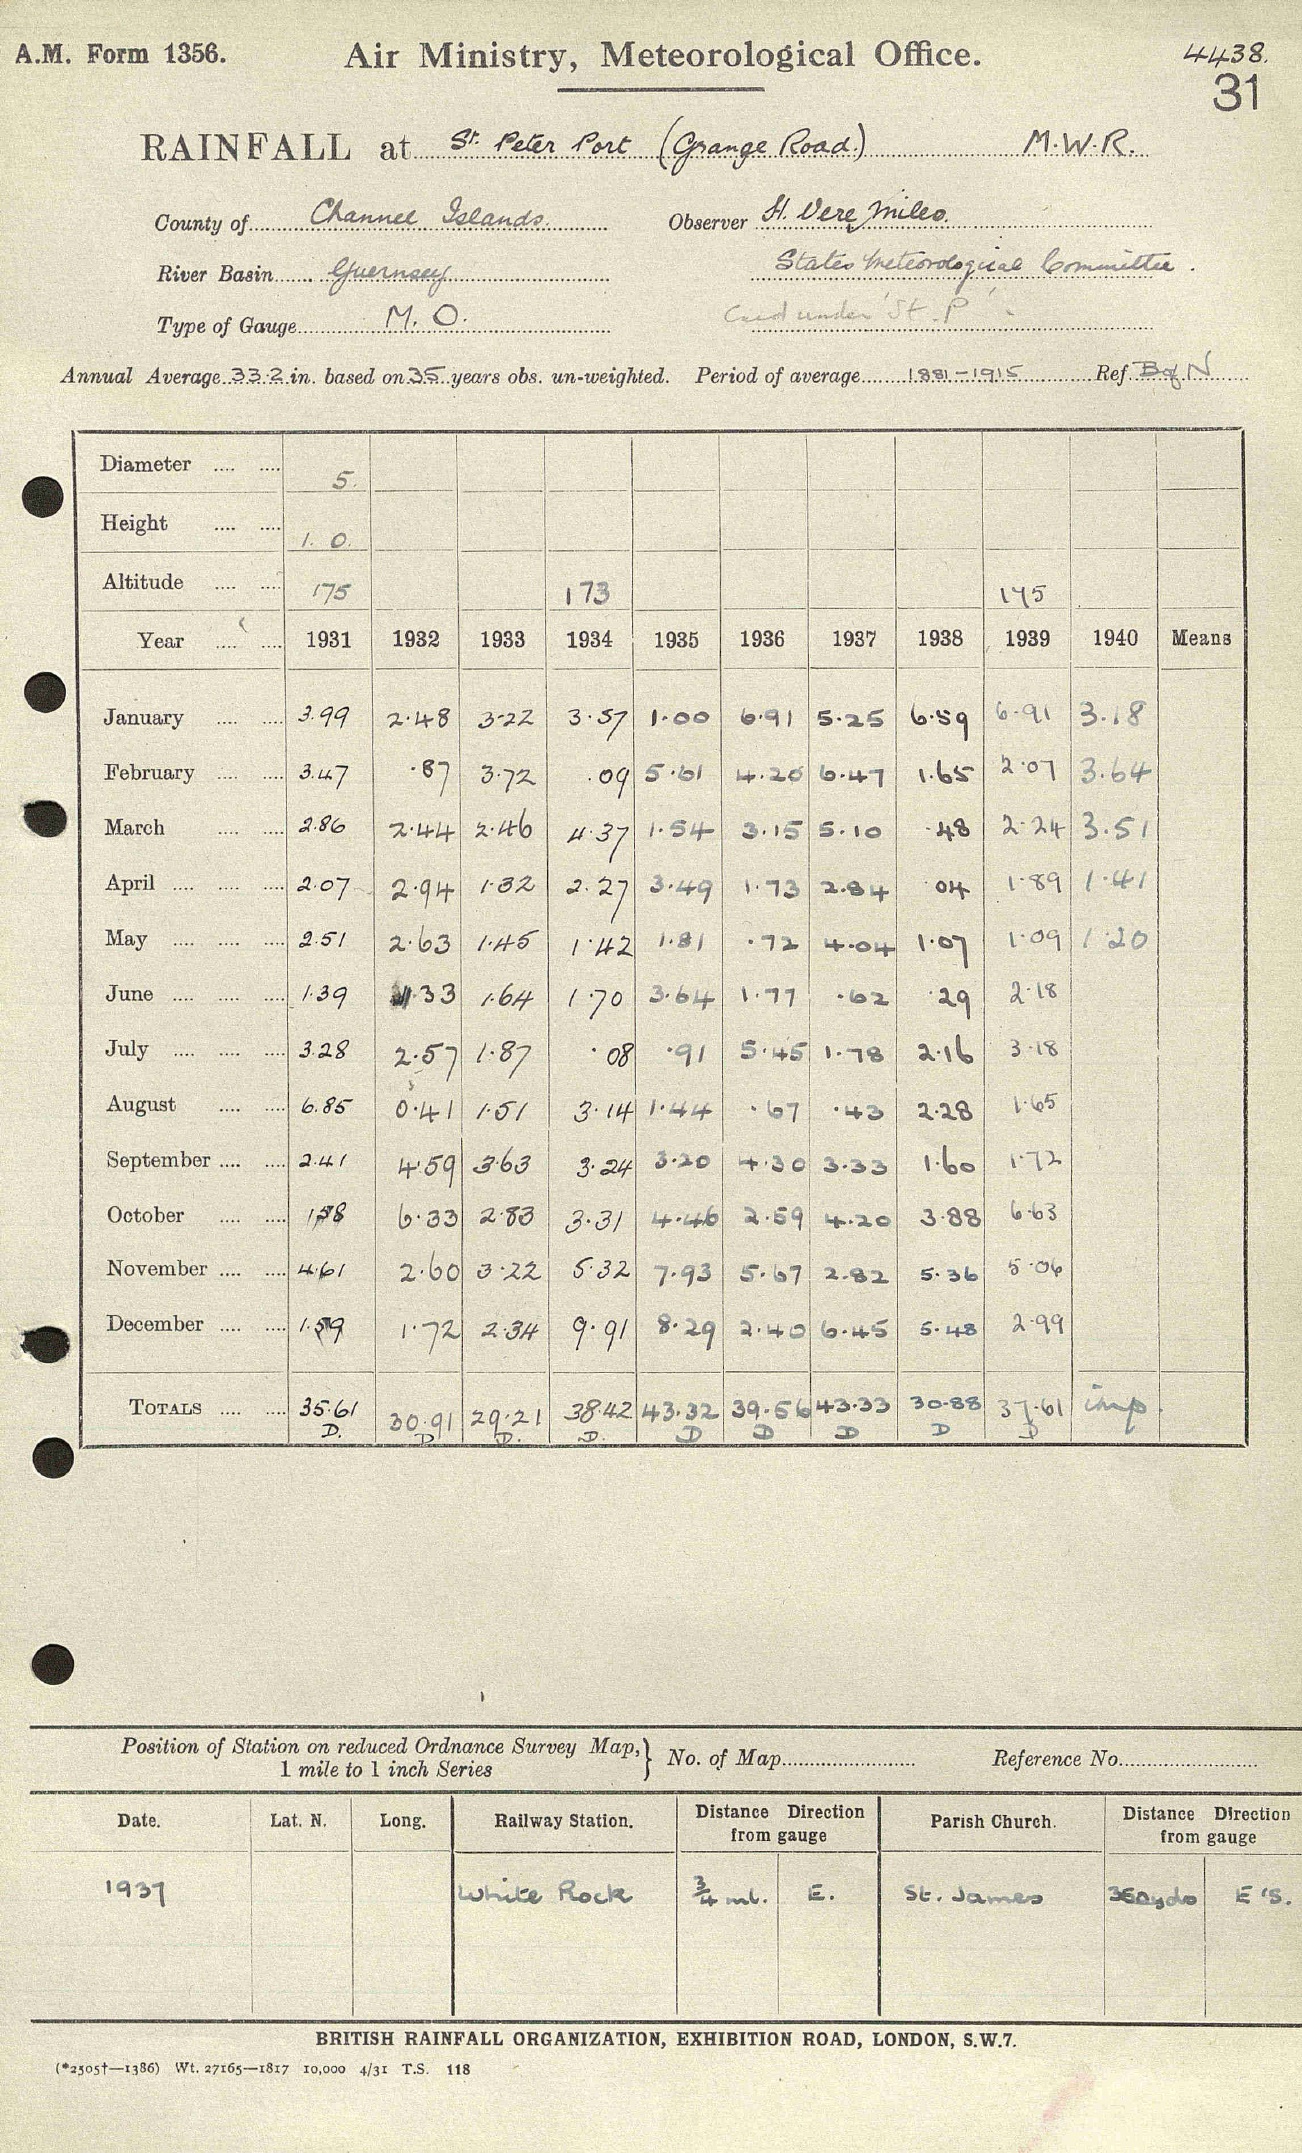 A.M. Form 1356. Air Ministry, Meteorological Office. 4438.
31
RAINFALL at St. Peter Port (Grange Road.) M.W.R.
County of Channel Islands. Observer H. Vere Miles.
River Basin Guernsey States Meteorological Committee.
Type of Gauge M.O. Card under 'St. P'.
Annual Average 33.2 in. based on 35 years obs. un-weighted. Period of average 1881-1915 Ref. B of N
Diameter 5.
Height 1. 0.
Altitude 175 173 175
Year 1931 1932 1933 1934 1935 1936 1937 1938 1939 1940 Means
January 3.99 2.48 3.22 3.57 1.00 6.91 5.25 6.59 6.91 3.18
February 3.47 .87 3.72 .09 5.61 4.20 6.47 1.65 2.07 3.64
March 2.86 2.44 2.46 4.37 1.54 3.15 5.10 .48 2.24 3.51
April 2.07 2.94 1.32 2.27 3.49 1.73 2.84 04 1.89 1.41
May 2.51 2.63 1.45 1.42 1.81 .72 4.04 1.07 1.09 1.20
June 1.39 1.33 1.64 1.70 3.64 1.77 .62 .29 2.18
July 3.28 2.57 1.87 .08 .91 5.45 1.78 2.16 3.18
August 6.85 0.41 1.51 3.14 1.44 .67 .43 2.28 1.65
September 2.41 4.59 3.63 3.24 3.20 4.30 3.33 1.60 1.72
October 1.58 6.33 2.83 3.31 4.46 2.59 4.20 3.88 6.63
November 4.61 2.60 3.22 5.32 7.93 5.67 2.82 5.36 5.06
December 1.59 1.72 2.34 9.91 8.29 2.40 6.45 5.48 2.99
TOTALS 35.61 30.91 29.21 38.42 43.32 39.56 43.33 30.88 37.61 imp.
D. D D. D. D D D D D
Position of Station on reduced Ordnance Survey Map, 1 mile to 1 inch Series } No. of Map Reference No.
Date. Lat. N. Long. Railway Station. Distance Direction from gauge Parish Church. Distance Direction from gauge
1937 White Rock 3/4 ml. E. St. James 350yds E 'S.
BRITISH RAINFALL ORGANIZATION, EXHIBITION ROAD, LONDON, S.W.7.
(*2505†—1386) Wt. 27165—1817 10,000 4/31 T.S. 118